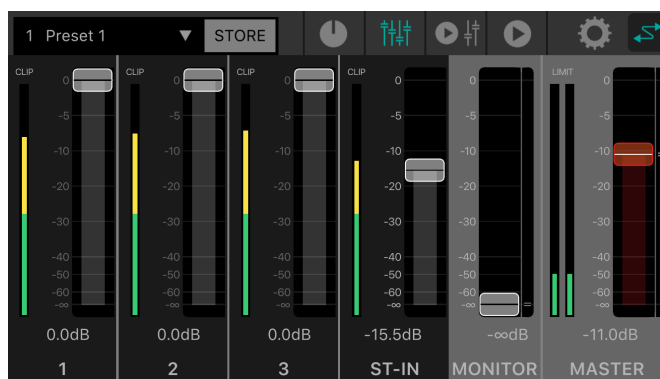 1 Preset 1 ▼ STORE
CLIP CLIP CLIP CLIP LIMIT
0 0 0 0 0 0
-5 -5 -5 -5 -5 -5
-10 -10 -10 -10 -10 -10
-20 -20 -20 -20 -20 -20
-30 -30 -30 -30 -30 -30
-40 -40 -40 -40 -40 -40
-50 -50 -50 -50 -50 -50
-60 -60 -60 -60 -60 -60
-∞ -∞ -∞ -∞ -∞ -∞
0.0dB 0.0dB 0.0dB -15.5dB -∞dB -11.0dB
1 2 3 ST-IN MONITOR MASTER